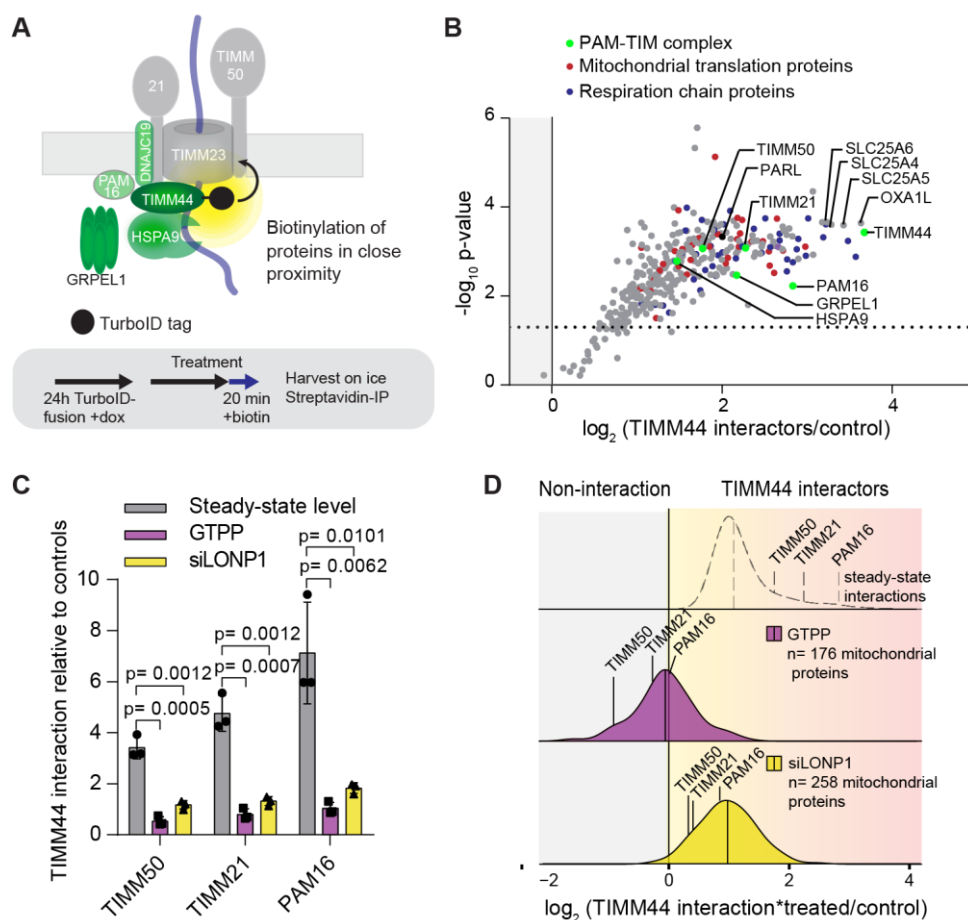 A
TIMM
50
21
DNAJC19
TIMM23
PAM
16
TIMM44
HSPA9
GRPEL1
Biotinylation of
proteins in close
proximity
TurboID tag
Treatment
24h TurboID-
fusion +dox
20 min
+biotin
Harvest on ice
Streptavidin-IP
B
PAM-TIM complex
Mitochondrial translation proteins
Respiration chain proteins
6
4
2
0
-log10 p-value
TIMM50
PARL
TIMM21
SLC25A6
SLC25A4
SLC25A5
OXA1L
TIMM44
PAM16
GRPEL1
HSPA9
0 2 4
log2 (TIMM44 interactors/control)
C
Steady-state level
GTPP
siLONP1
TIMM44 interaction relative to controls
10
8
6
4
2
0
p= 0.0101
p= 0.0062
p= 0.0012
p= 0.0007
p= 0.0012
p= 0.0005
TIMM50
TIMM21
PAM16
D
Non-interaction
TIMM44 interactors
TIMM50
TIMM21
PAM16
steady-state
interactions
TIMM50
TIMM21
PAM16
GTPP
n= 176 mitochondrial
proteins
TIMM50
TIMM21
PAM16
siLONP1
n= 258 mitochondrial
proteins
−2 0 2 4
log2 (TIMM44 interaction*treated/control)